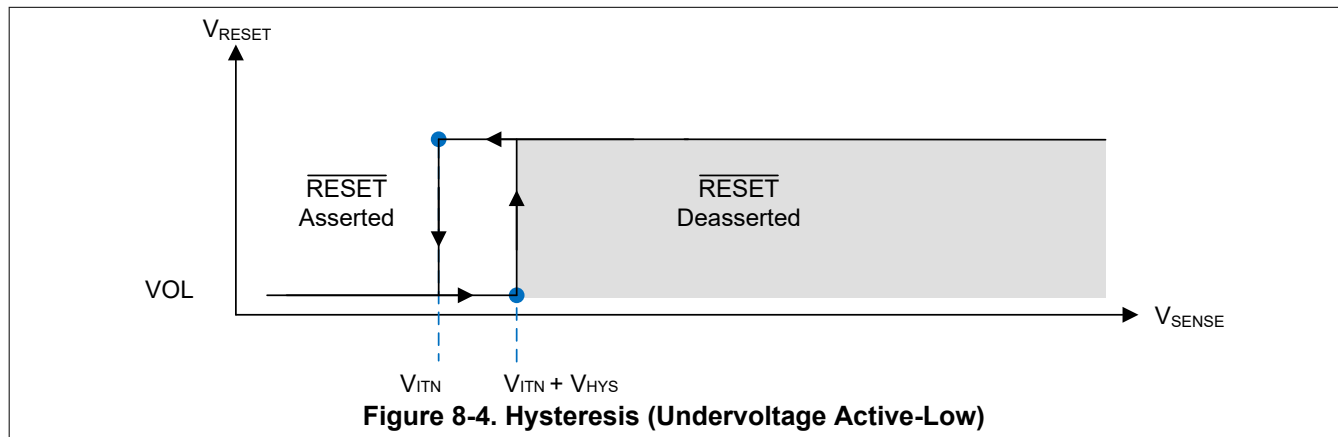 VRESET
RESET
Asserted
RESET
Deasserted
VOL
VSENSE
VITN
VITN + VHYS
Figure 8-4. Hysteresis (Undervoltage Active-Low)